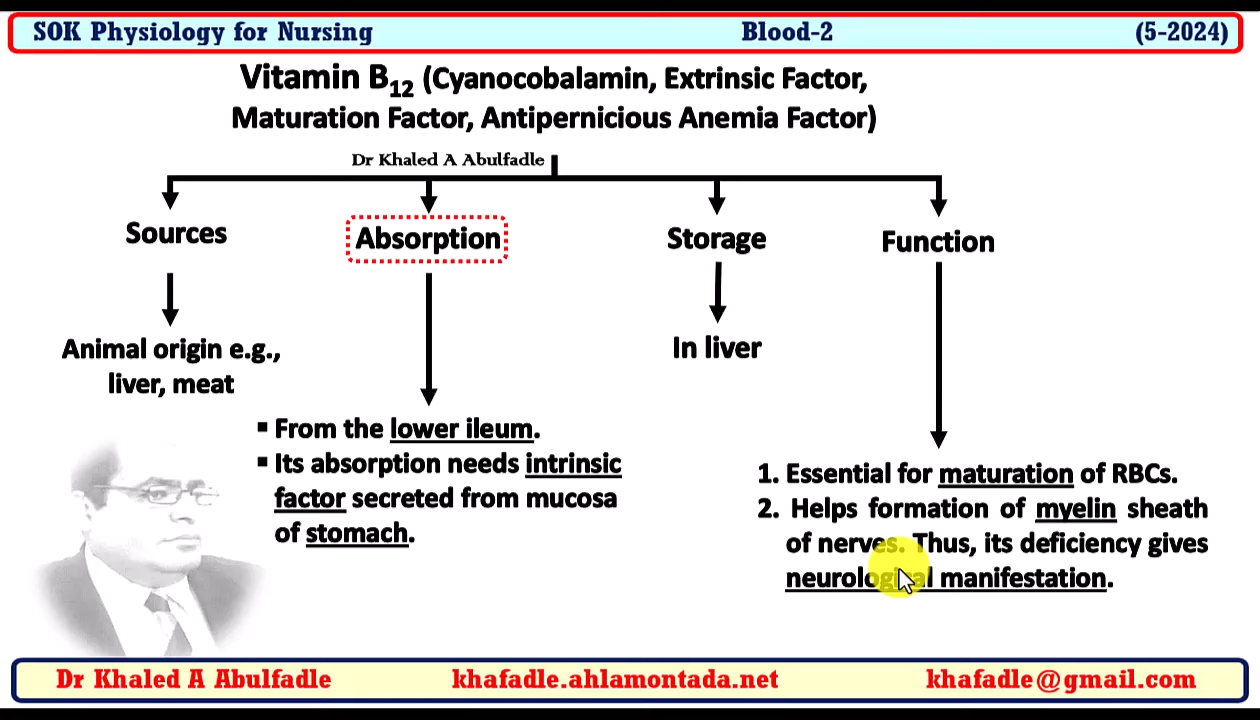 SOK Physiology for Nursing Blood-2 (5-2024)
Vitamin B12 (Cyanocobalamin, Extrinsic Factor,
Maturation Factor, Antipernicious Anemia Factor)
Dr Khaled A Abulfadle
Sources
Animal origin e.g.,
liver, meat
Absorption
▪ From the lower ileum.
▪ Its absorption needs intrinsic
factor secreted from mucosa
of stomach.
Storage
In liver
Function
1. Essential for maturation of RBCs.
2. Helps formation of myelin sheath
of nerves. Thus, its deficiency gives
neurological manifestation.
Dr Khaled A Abulfadle khafadle.ahlamontada.net khafadle@gmail.com